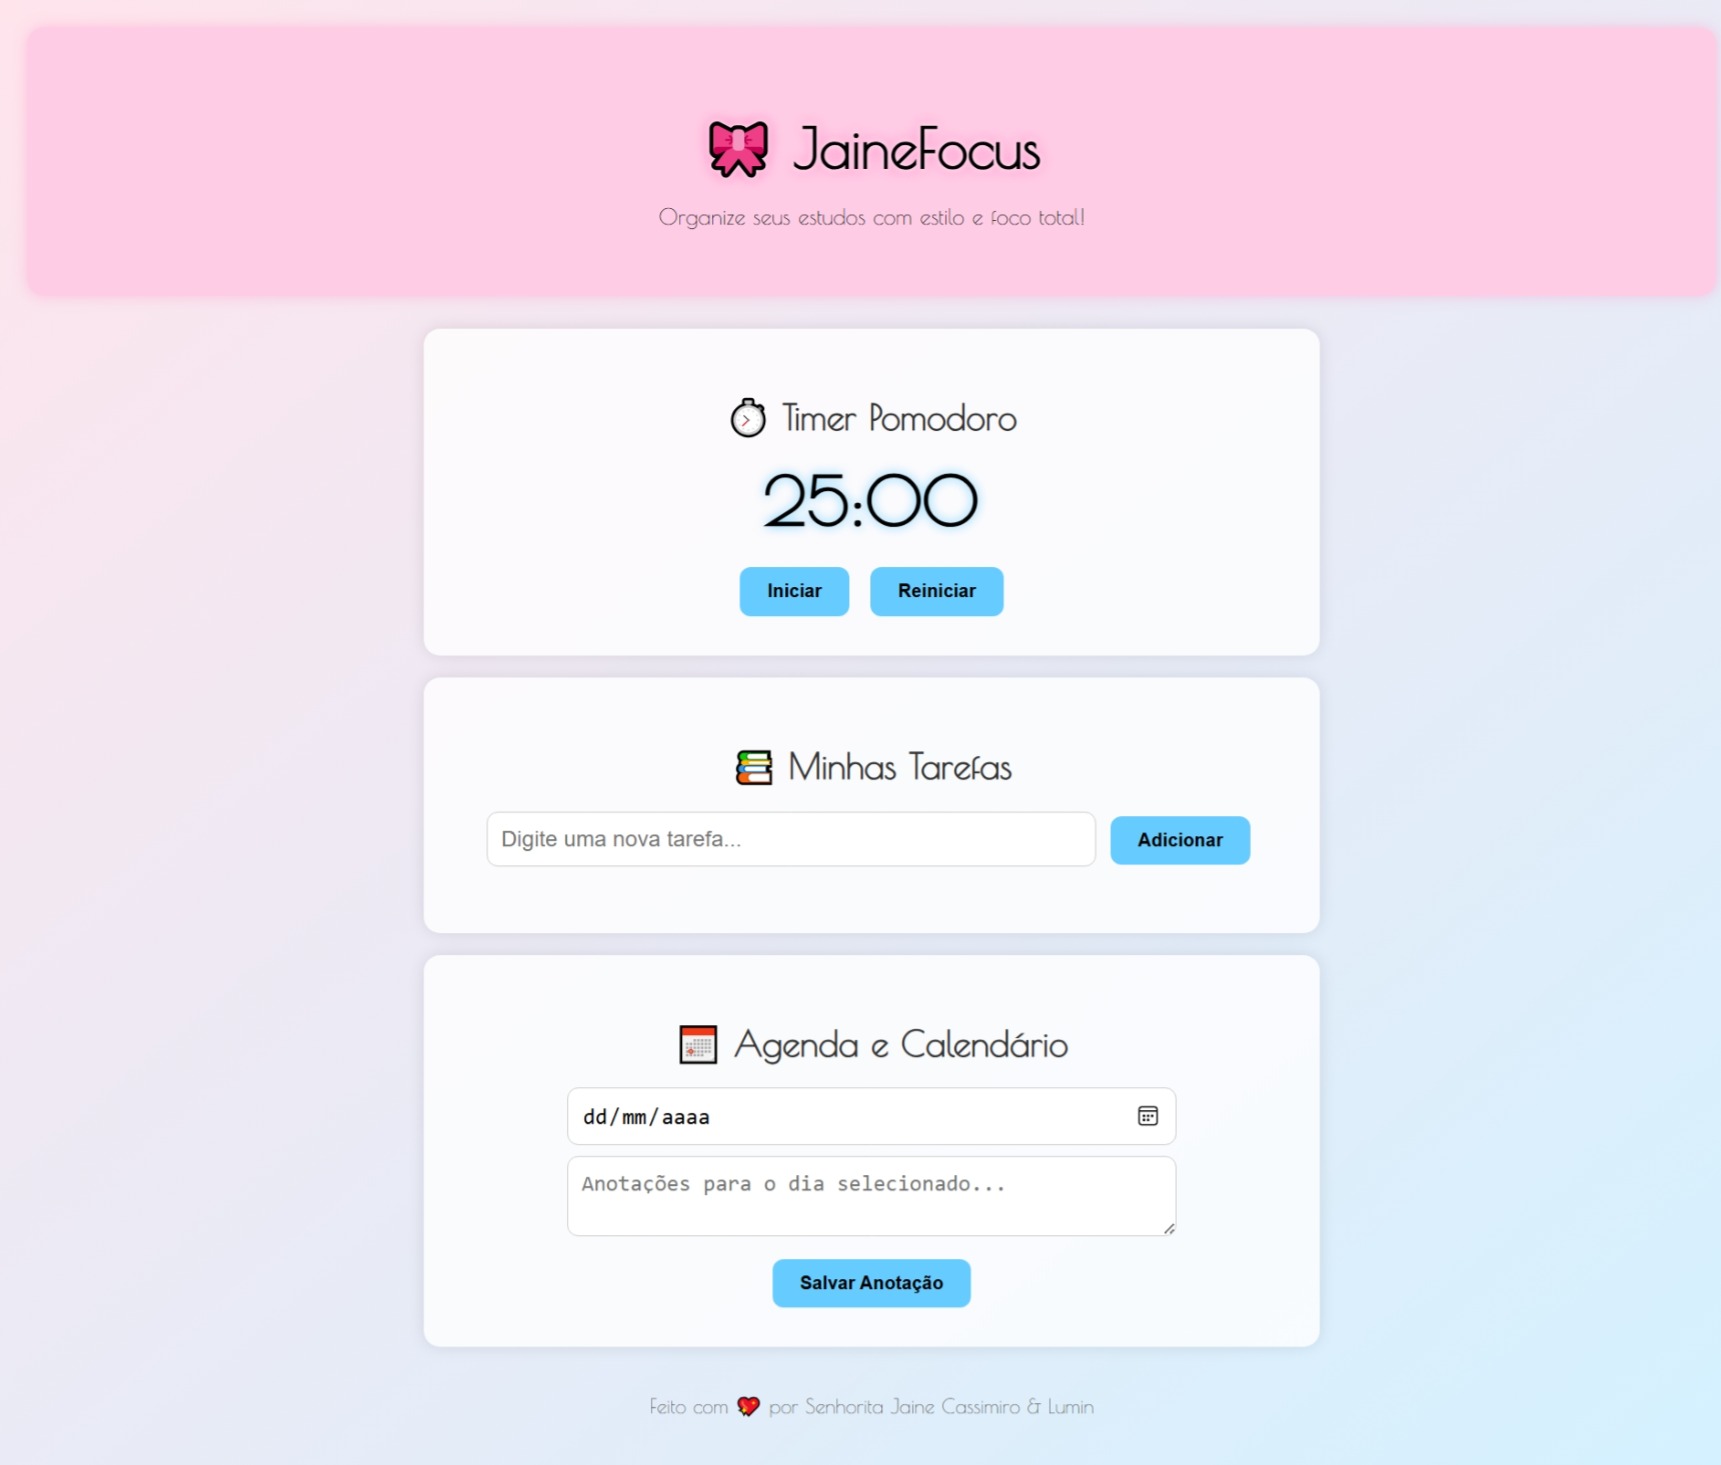 JaineFocus
Organize seus estudos com estilo e foco total!
Timer Pomodoro
25:00
Iniciar Reiniciar
Minhas Tarefas
Digite uma nova tarefa... Adicionar
Agenda e Calendário
dd/mm/aaaa
Anotações para o dia selecionado...
Salvar Anotação
Feito com 💖 por Senhorita Jaine Cassimiro & Lumin